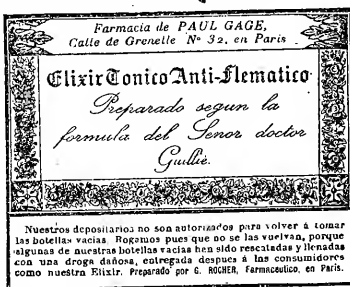 Farmacia de PAUL GAGE,
Calle de Grenelle Nº 32, en Paris
Elixir Tonico Anti-Flematico
Preparado segun la
formula del Senor doctor
Guillié.
Nuestros depositarios no son autorizados para volver á tomar
las botellas vacias. Rogamos pues que no se las vuelvan, porque
algunas de nuestras botellas vacias hen sido rescatadas y llenadas
con una droga dañosa, entregada despues á los consumidores
como nuestra Elixir. Preparado por G. ROCHER, Farmaceutico, en Paris.